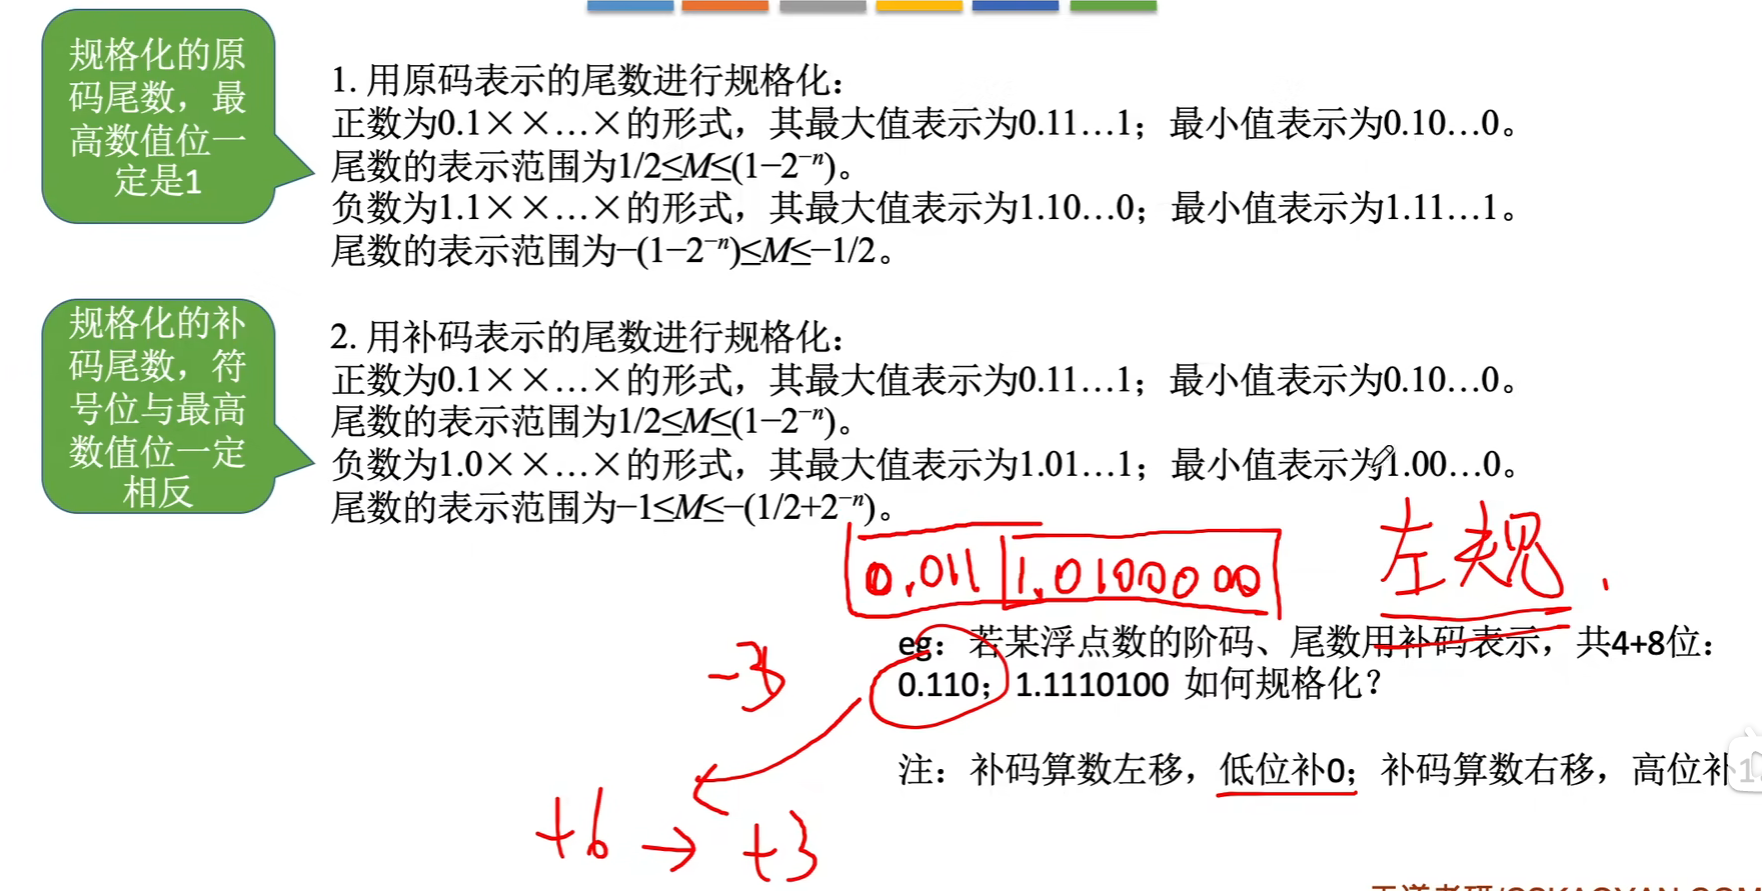 规格化的原
码尾数，最
高数值位一
定是1
1. 用原码表示的尾数进行规格化：
正数为0.1××…×的形式，其最大值表示为0.11…1；最小值表示为0.10…0。
尾数的表示范围为1/2≤M≤(1−2⁻ⁿ)。
负数为1.1××…×的形式，其最大值表示为1.10…0；最小值表示为1.11…1。
尾数的表示范围为−(1−2⁻ⁿ)≤M≤−1/2。
规格化的补
码尾数，符
号位与最高
数值位一定
相反
2. 用补码表示的尾数进行规格化：
正数为0.1××…×的形式，其最大值表示为0.11…1；最小值表示为0.10…0。
尾数的表示范围为1/2≤M≤(1−2⁻ⁿ)。
负数为1.0××…×的形式，其最大值表示为1.01…1；最小值表示为1.00…0。
尾数的表示范围为−1≤M≤−(1/2+2⁻ⁿ)。
0.011 1.0100000
左规.
eg：若某浮点数的阶码、尾数用补码表示，共4+8位：
0.110；1.1110100 如何规格化？
-3
注：补码算数左移，低位补0；补码算数右移，高位补1
+6 → +3